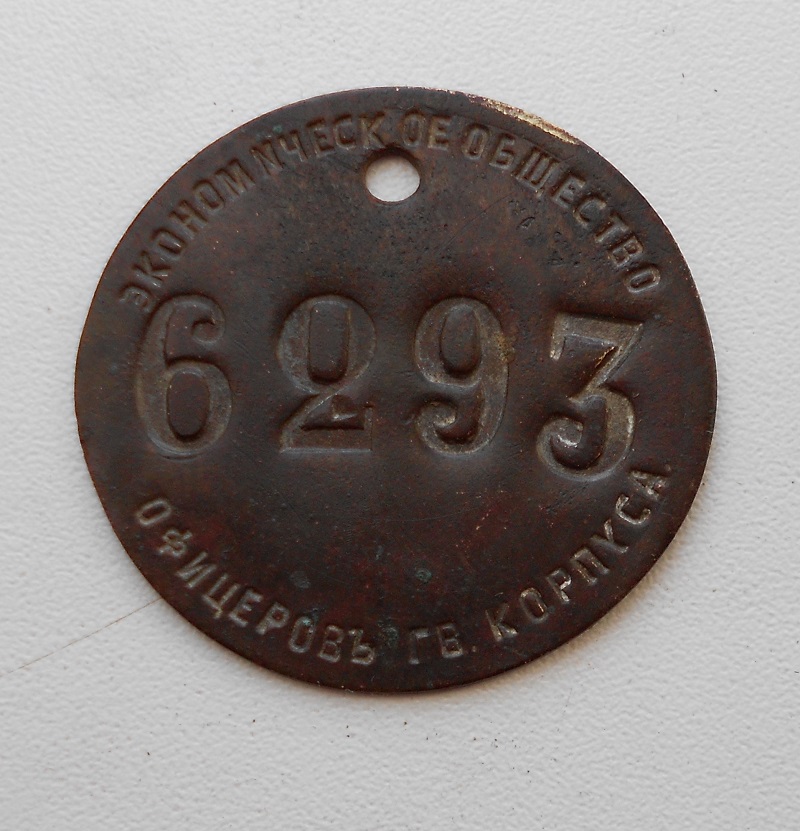 ЭКОНОМИЧЕСКОЕ ОБЩЕСТВО
6293
ОФИЦЕРОВЪ ГВ. КОРПУСА.